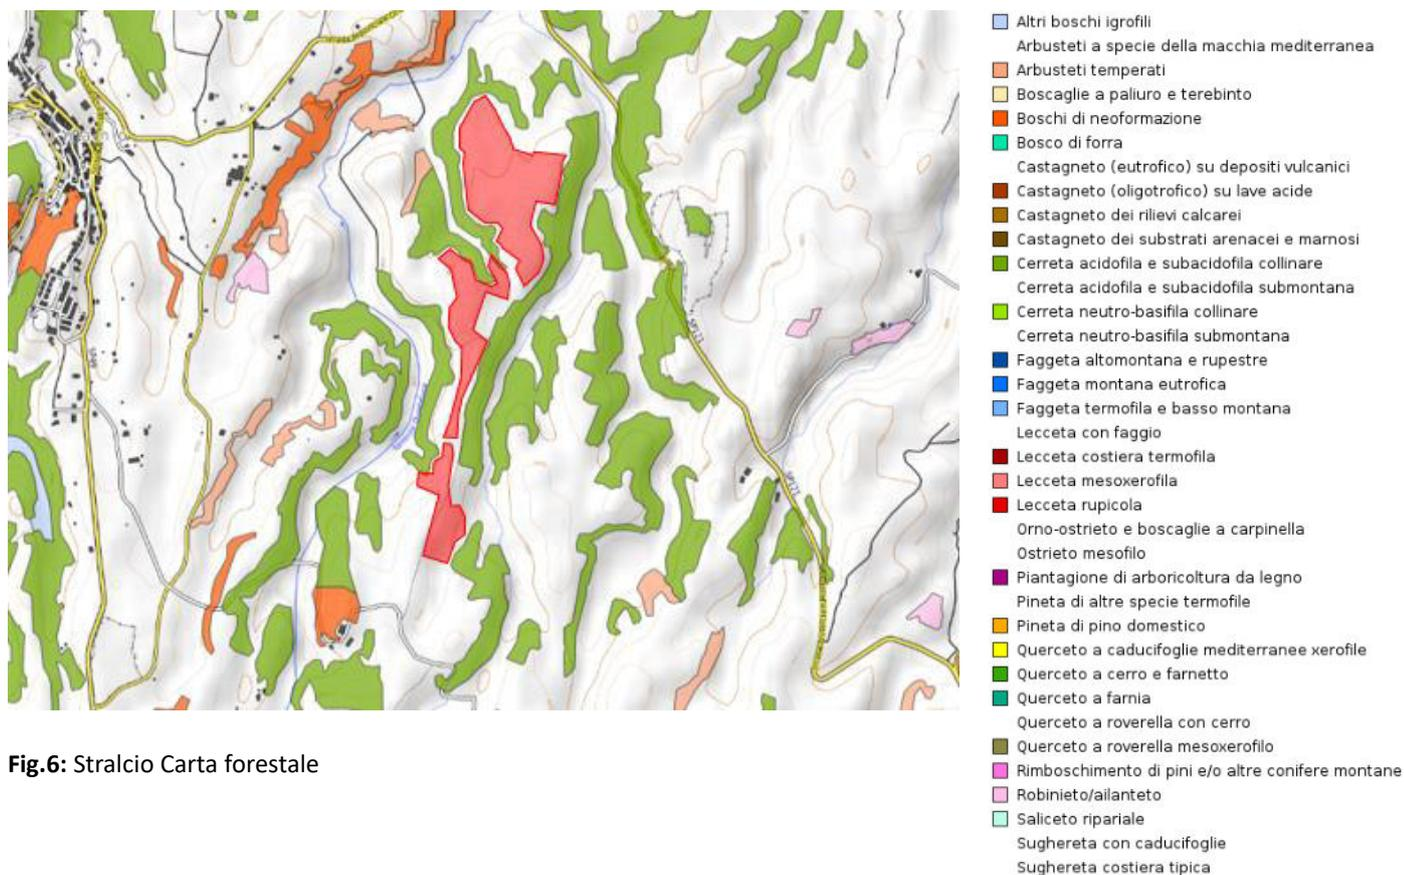 Altri boschi igrofili
Arbusteti a specie della macchia mediterranea
Arbusteti temperati
Boscaglie a paliuro e terebinto
Boschi di neoformazione
Bosco di forra
Castagneto (eutrofico) su depositi vulcanici
Castagneto (oligotrofico) su lave acide
Castagneto dei rilievi calcarei
Castagneto dei substrati arenacei e marnosi
Cerreta acidofila e subacidofila collinare
Cerreta acidofila e subacidofila submontana
Cerreta neutro-basifila collinare
Cerreta neutro-basifila submontana
Faggeta altomontana e rupestre
Faggeta montana eutrofica
Faggeta termofila e basso montana
Lecceta con faggio
Lecceta costiera termofila
Lecceta mesoxerofila
Lecceta rupicola
Orno-ostrieto e boscaglie a carpinella
Ostrieto mesofilo
Piantagione di arboricoltura da legno
Pineta di altre specie termofile
Pineta di pino domestico
Querceto a caducifoglie mediterranee xerofile
Querceto a cerro e farnetto
Querceto a farnia
Querceto a roverella con cerro
Querceto a roverella mesoxerofilo
Rimboschimento di pini e/o altre conifere montane
Robinieto/ailanteto
Saliceto ripariale
Sughereta con caducifoglie
Sughereta costiera tipica
SP121
SP121
Fig.6: Stralcio Carta forestale